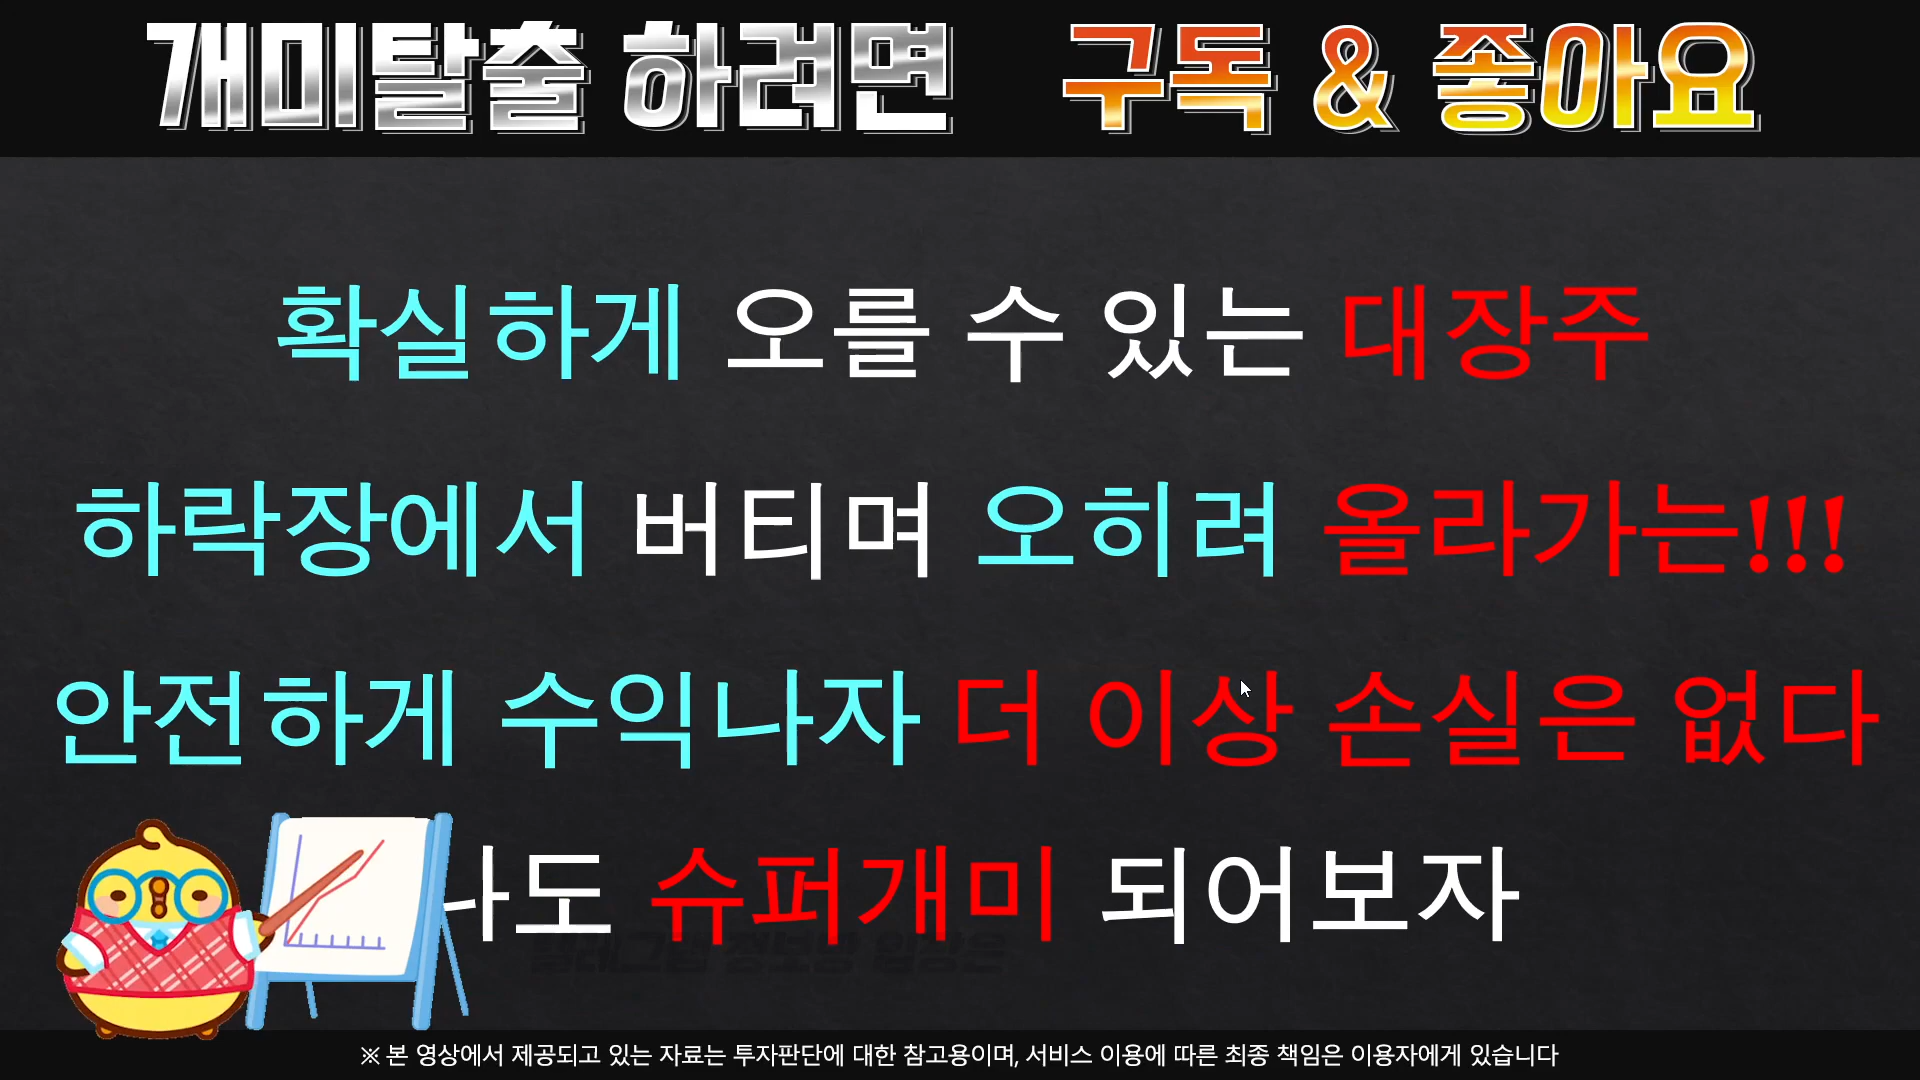 개미탈출 하려면 구독 & 좋아요
확실하게 오를 수 있는 대장주
하락장에서 버티며 오히려 올라가는!!!
안전하게 수익나자 더 이상 손실은 없다
나도 슈퍼개미 되어보자
※ 본 영상에서 제공되고 있는 자료는 투자판단에 대한 참고용이며, 서비스 이용에 따른 최종 책임은 이용자에게 있습니다